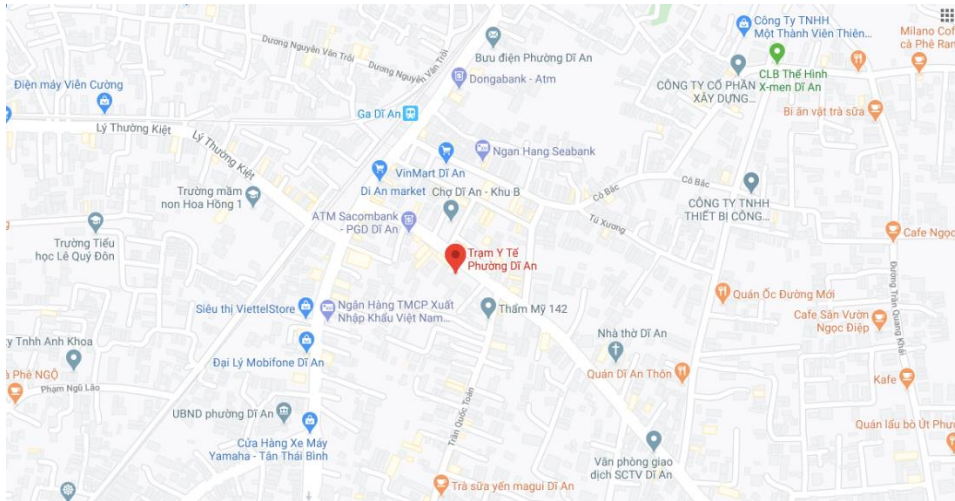 Công Ty TNHH
Một Thành Viên Thiên...
Milano Cof
cà Phê Ran
Dương Nguyên Văn Trỗi
Bưu điện Phường Dĩ An
Dương Nguyên Văn Trỗi
Dongabank - Atm
CLB Thể Hình
X-men Dĩ An
CÔNG TY CỔ PHẦN
XÂY DỰNG...
Điện máy Viễn Cường
Ga Dĩ An
Bi ăn vặt trà sữa
Lý Thường Kiệt
Lý Thường Kiệt
Ngan Hang Seabank
VinMart Dĩ An
Di An market
Chợ Dĩ An - Khu B
Cô Bắc
Cô Bắc
Trường mầm
non Hoa Hồng 1
CÔNG TY TNHH
THIẾT BỊ CÔNG...
ATM Sacombank
- PGD Dĩ An
Tú Xương
Cafe Ngọc
Trường Tiểu
học Lê Quý Đôn
Trạm Y Tế
Phường Dĩ An
Đường Trần Quang Khải
Quán Ốc Đường Mới
Siêu thị ViettelStore
Ngân Hàng TMCP Xuất
Nhập Khẩu Việt Nam...
Thẩm Mỹ 142
Cafe Sân Vườn
Ngọc Điệp
Nhà thờ Dĩ An
ty Tnhh Anh Khoa
Đại Lý Mobifone Dĩ An
Quán Dĩ An Thôn
Kafe
à Phê NGỘ
Phạm Ngũ Lão
UBND phường Dĩ An
Trần Quốc Toản
Cửa Hàng Xe Máy
Yamaha - Tân Thái Bình
Quán lẩu bò Út Phư
Văn phòng giao
dịch SCTV Dĩ An
Trà sữa yến magui Dĩ An